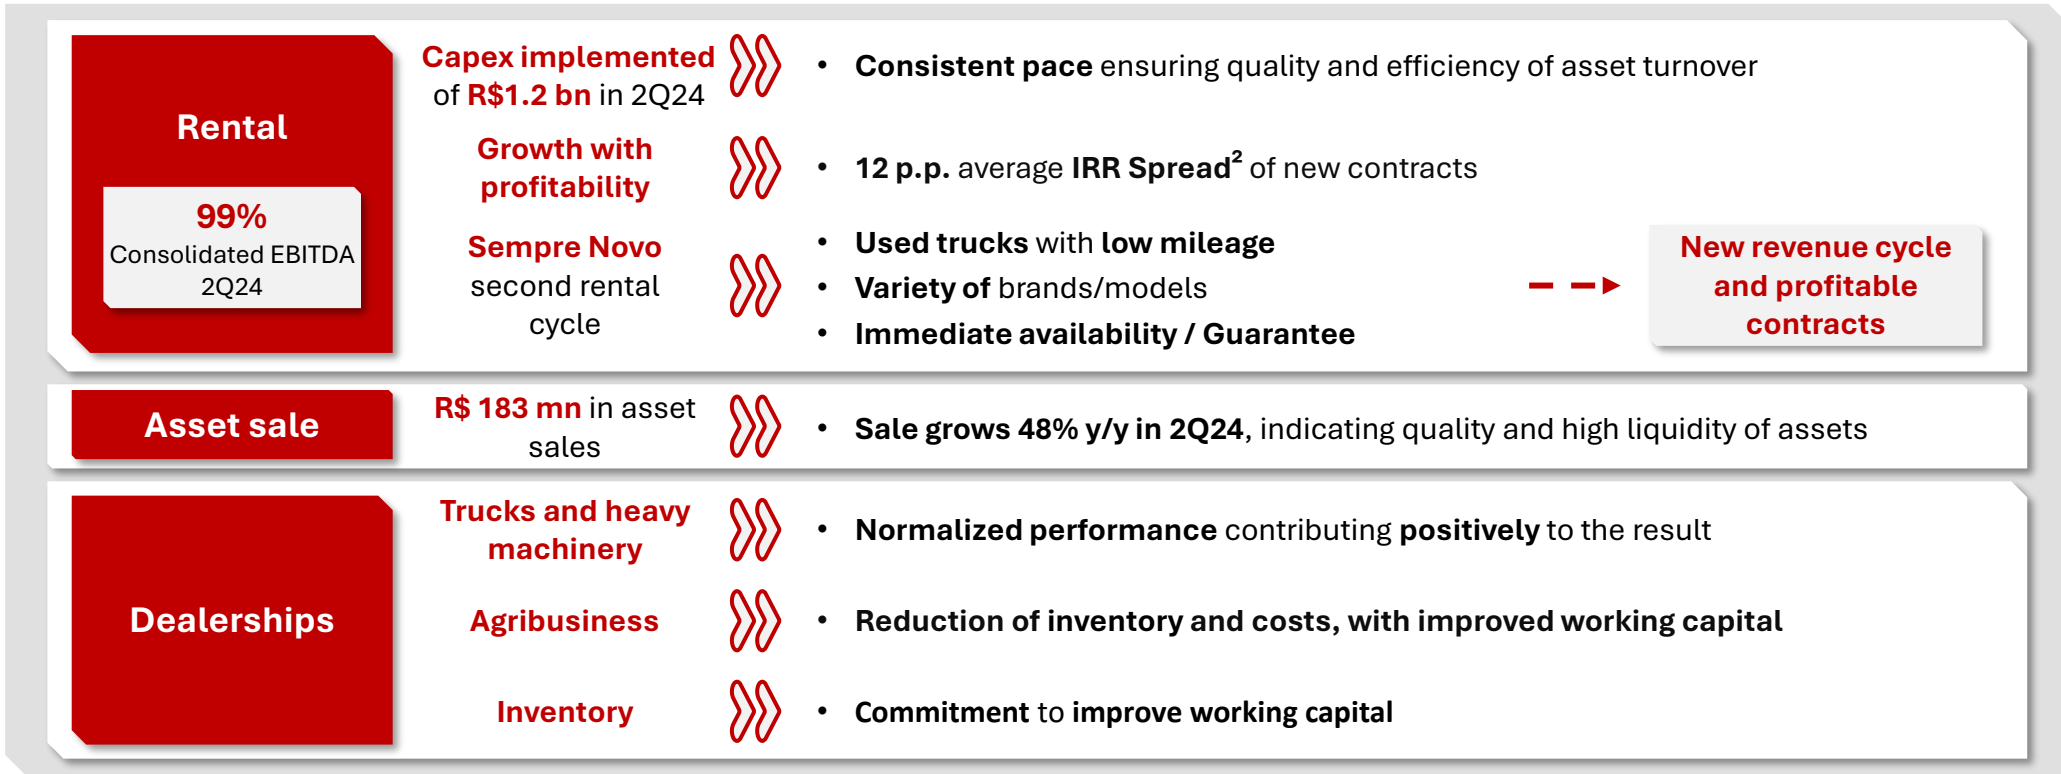 Rental
99%
Consolidated EBITDA
2Q24
Capex implemented
of R$1.2 bn in 2Q24
• Consistent pace ensuring quality and efficiency of asset turnover
Growth with
profitability
• 12 p.p. average IRR Spread² of new contracts
Sempre Novo
second rental
cycle
• Used trucks with low mileage
• Variety of brands/models
• Immediate availability / Guarantee
New revenue cycle
and profitable
contracts
Asset sale
R$ 183 mn in asset
sales
• Sale grows 48% y/y in 2Q24, indicating quality and high liquidity of assets
Dealerships
Trucks and heavy
machinery
• Normalized performance contributing positively to the result
Agribusiness
• Reduction of inventory and costs, with improved working capital
Inventory
• Commitment to improve working capital